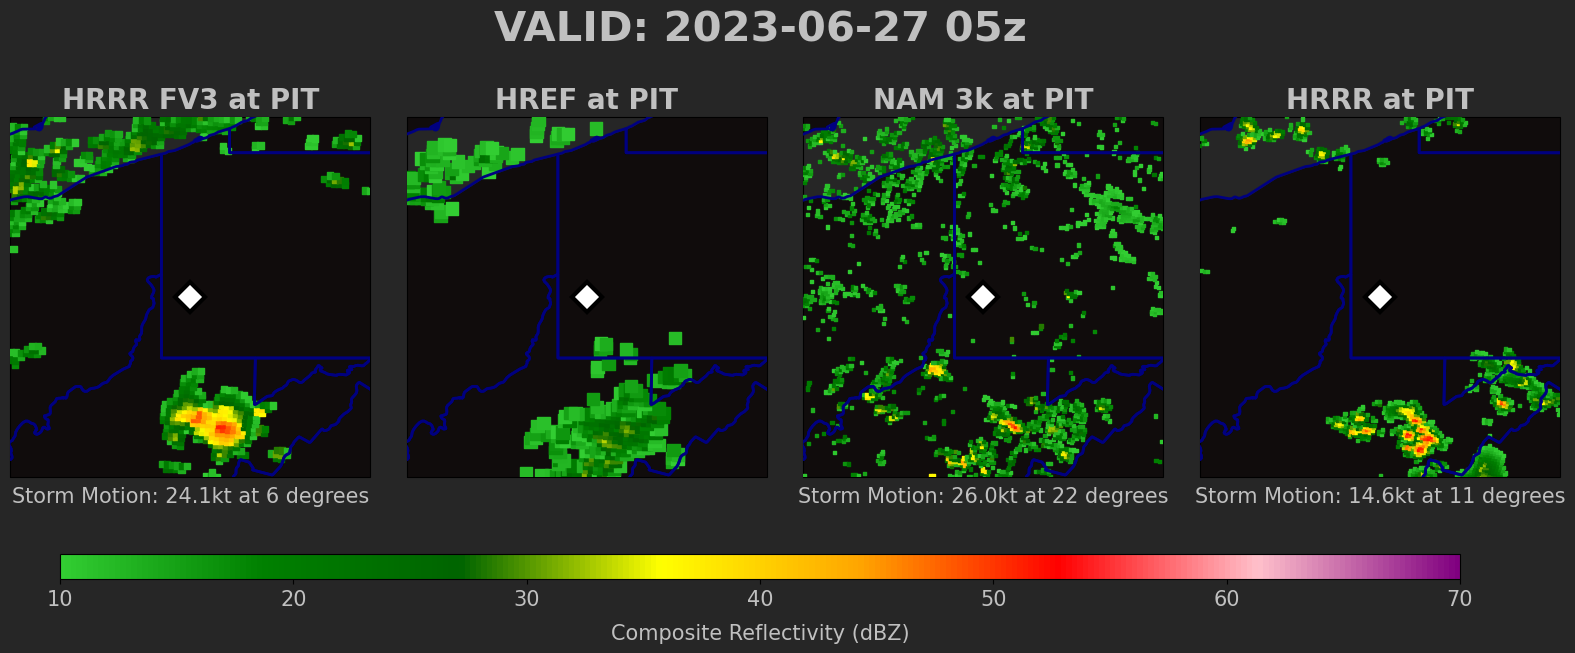 VALID: 2023-06-27 05z
HRRR FV3 at PIT
HREF at PIT
NAM 3k at PIT
HRRR at PIT
Storm Motion: 24.1kt at 6 degrees
Storm Motion: 26.0kt at 22 degrees
Storm Motion: 14.6kt at 11 degrees
10 20 30 40 50 60 70
Composite Reflectivity (dBZ)